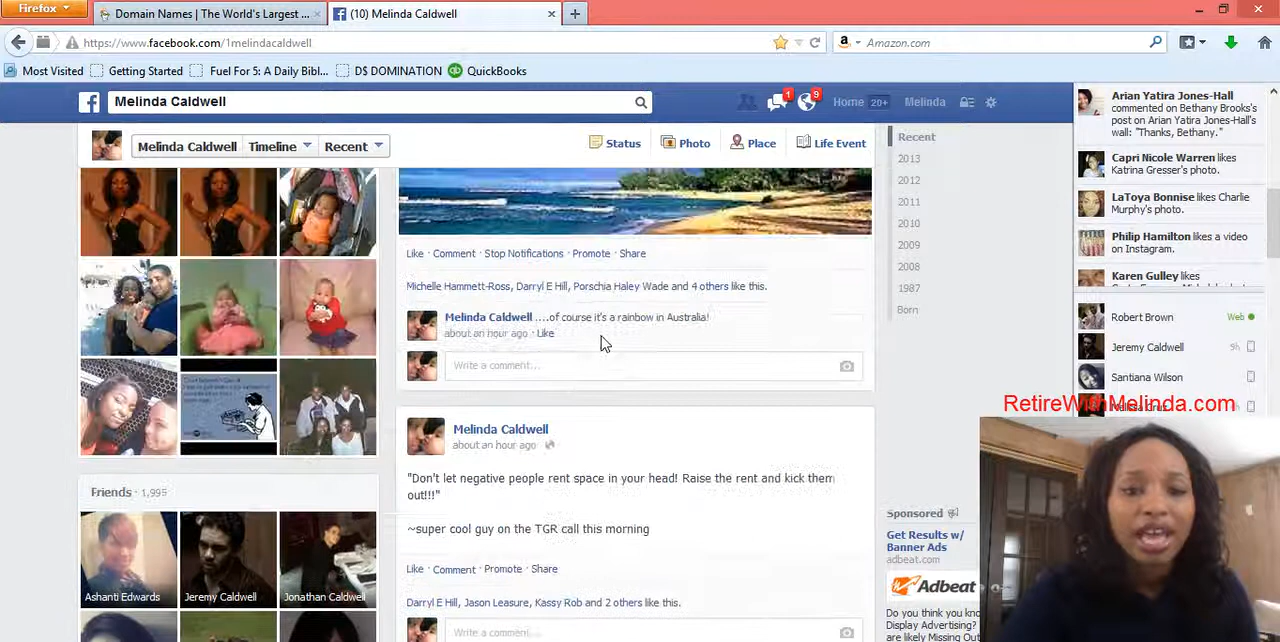 Firefox
Domain Names | The World's Largest ...
(10) Melinda Caldwell
https://www.facebook.com/1melindacaldwell
Amazon.com
Most Visited
Getting Started
Fuel For 5: A Daily Bibl...
D$ DOMINATION
QuickBooks
Melinda Caldwell
1
9
Home 20+
Melinda
Melinda Caldwell
Timeline
Recent
Status
Photo
Place
Life Event
Recent
2013
2012
2011
2010
2009
2008
1987
Born
Like · Comment · Stop Notifications · Promote · Share
Michelle Hammett-Ross, Darryl E Hill, Porschia Haley Wade and 4 others like this.
Melinda Caldwell ....of course it's a rainbow in Australia!
about an hour ago · Like
Write a comment...
Melinda Caldwell
about an hour ago
"Don't let negative people rent space in your head! Raise the rent and kick them
out!!!"
~super cool guy on the TGR call this morning
Like · Comment · Promote · Share
Darryl E Hill, Jason Leasure, Kassy Rob and 2 others like this.
Write a comment...
Friends · 1,995
Ashanti Edwards
Jeremy Caldwell
Jonathan Caldwell
Arian Yatira Jones-Hall
commented on Bethany Brooks's
post on Arian Yatira Jones-Hall's
wall: "Thanks, Bethany."
Capri Nicole Warren likes
Katrina Gresser's photo.
LaToya Bonnise likes Charlie
Murphy's photo.
Philip Hamilton likes a video
on Instagram.
Karen Gulley likes
Robert Brown
Web
Jeremy Caldwell
9h
Santiana Wilson
RetireWithMelinda.com
Sponsored
Get Results w/
Banner Ads
adbeat.com
Adbeat
Do you think you kno
Display Advertising?
are likely Missing Out